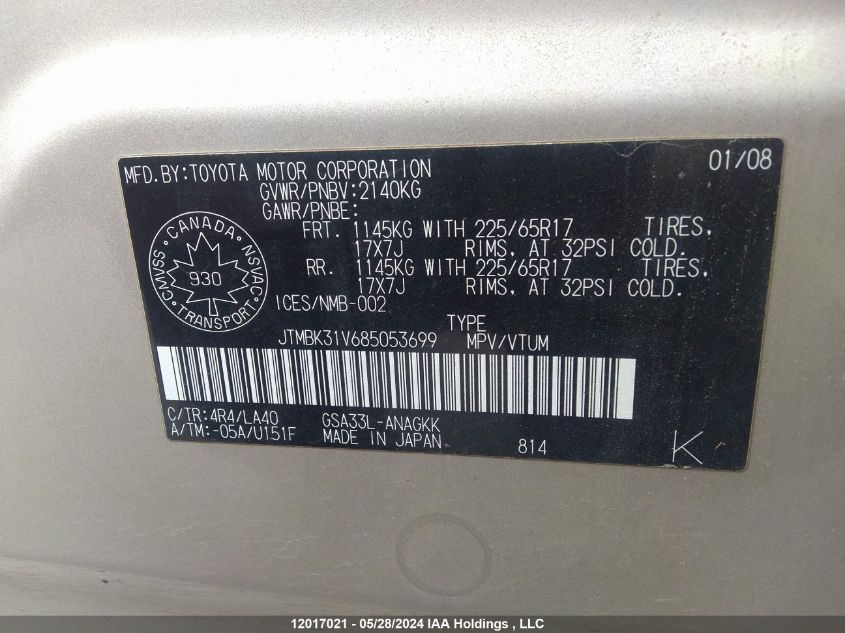 MFD.BY:TOYOTA MOTOR CORPORATION 01/08
GVWR/PNBV:2140KG
GAWR/PNBE:
FRT. 1145KG WITH 225/65R17 TIRES,
17X7J RIMS, AT 32PSI COLD.
RR. 1145KG WITH 225/65R17 TIRES,
17X7J RIMS, AT 32PSI COLD.
CANADA
CMVSS 930 NSVAC
TRANSPORT
ICES/NMB-002
TYPE
JTMBK31V685053699 MPV/VTUM
C/TR:4R4/LA40 GSA33L-ANAGKK
A/TM:-05A/U151F MADE IN JAPAN 814 K
12017021 - 05/28/2024 IAA Holdings , LLC